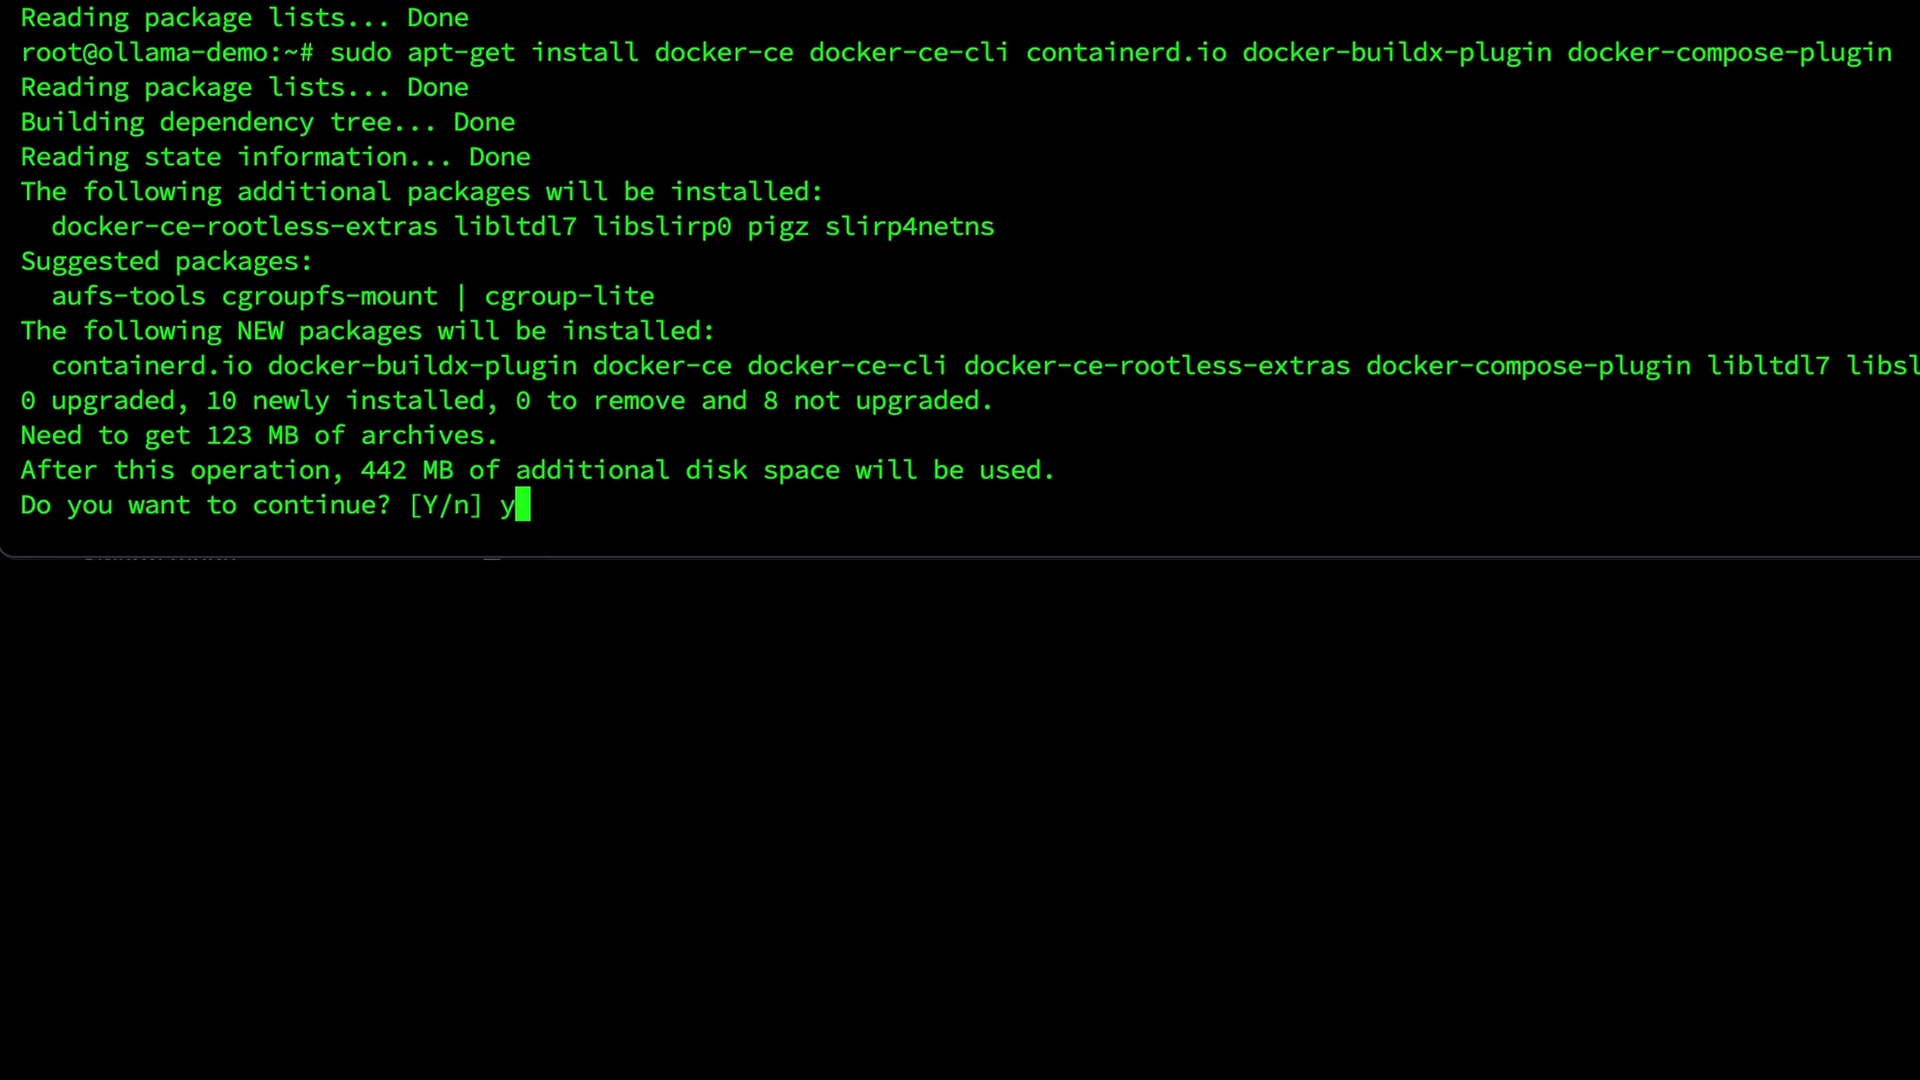 Reading package lists... Done
root@ollama-demo:~# sudo apt-get install docker-ce docker-ce-cli containerd.io docker-buildx-plugin docker-compose-plugin
Reading package lists... Done
Building dependency tree... Done
Reading state information... Done
The following additional packages will be installed:
  docker-ce-rootless-extras libltdl7 libslirp0 pigz slirp4netns
Suggested packages:
  aufs-tools cgroupfs-mount | cgroup-lite
The following NEW packages will be installed:
  containerd.io docker-buildx-plugin docker-ce docker-ce-cli docker-ce-rootless-extras docker-compose-plugin libltdl7 libsl
0 upgraded, 10 newly installed, 0 to remove and 8 not upgraded.
Need to get 123 MB of archives.
After this operation, 442 MB of additional disk space will be used.
Do you want to continue? [Y/n] y